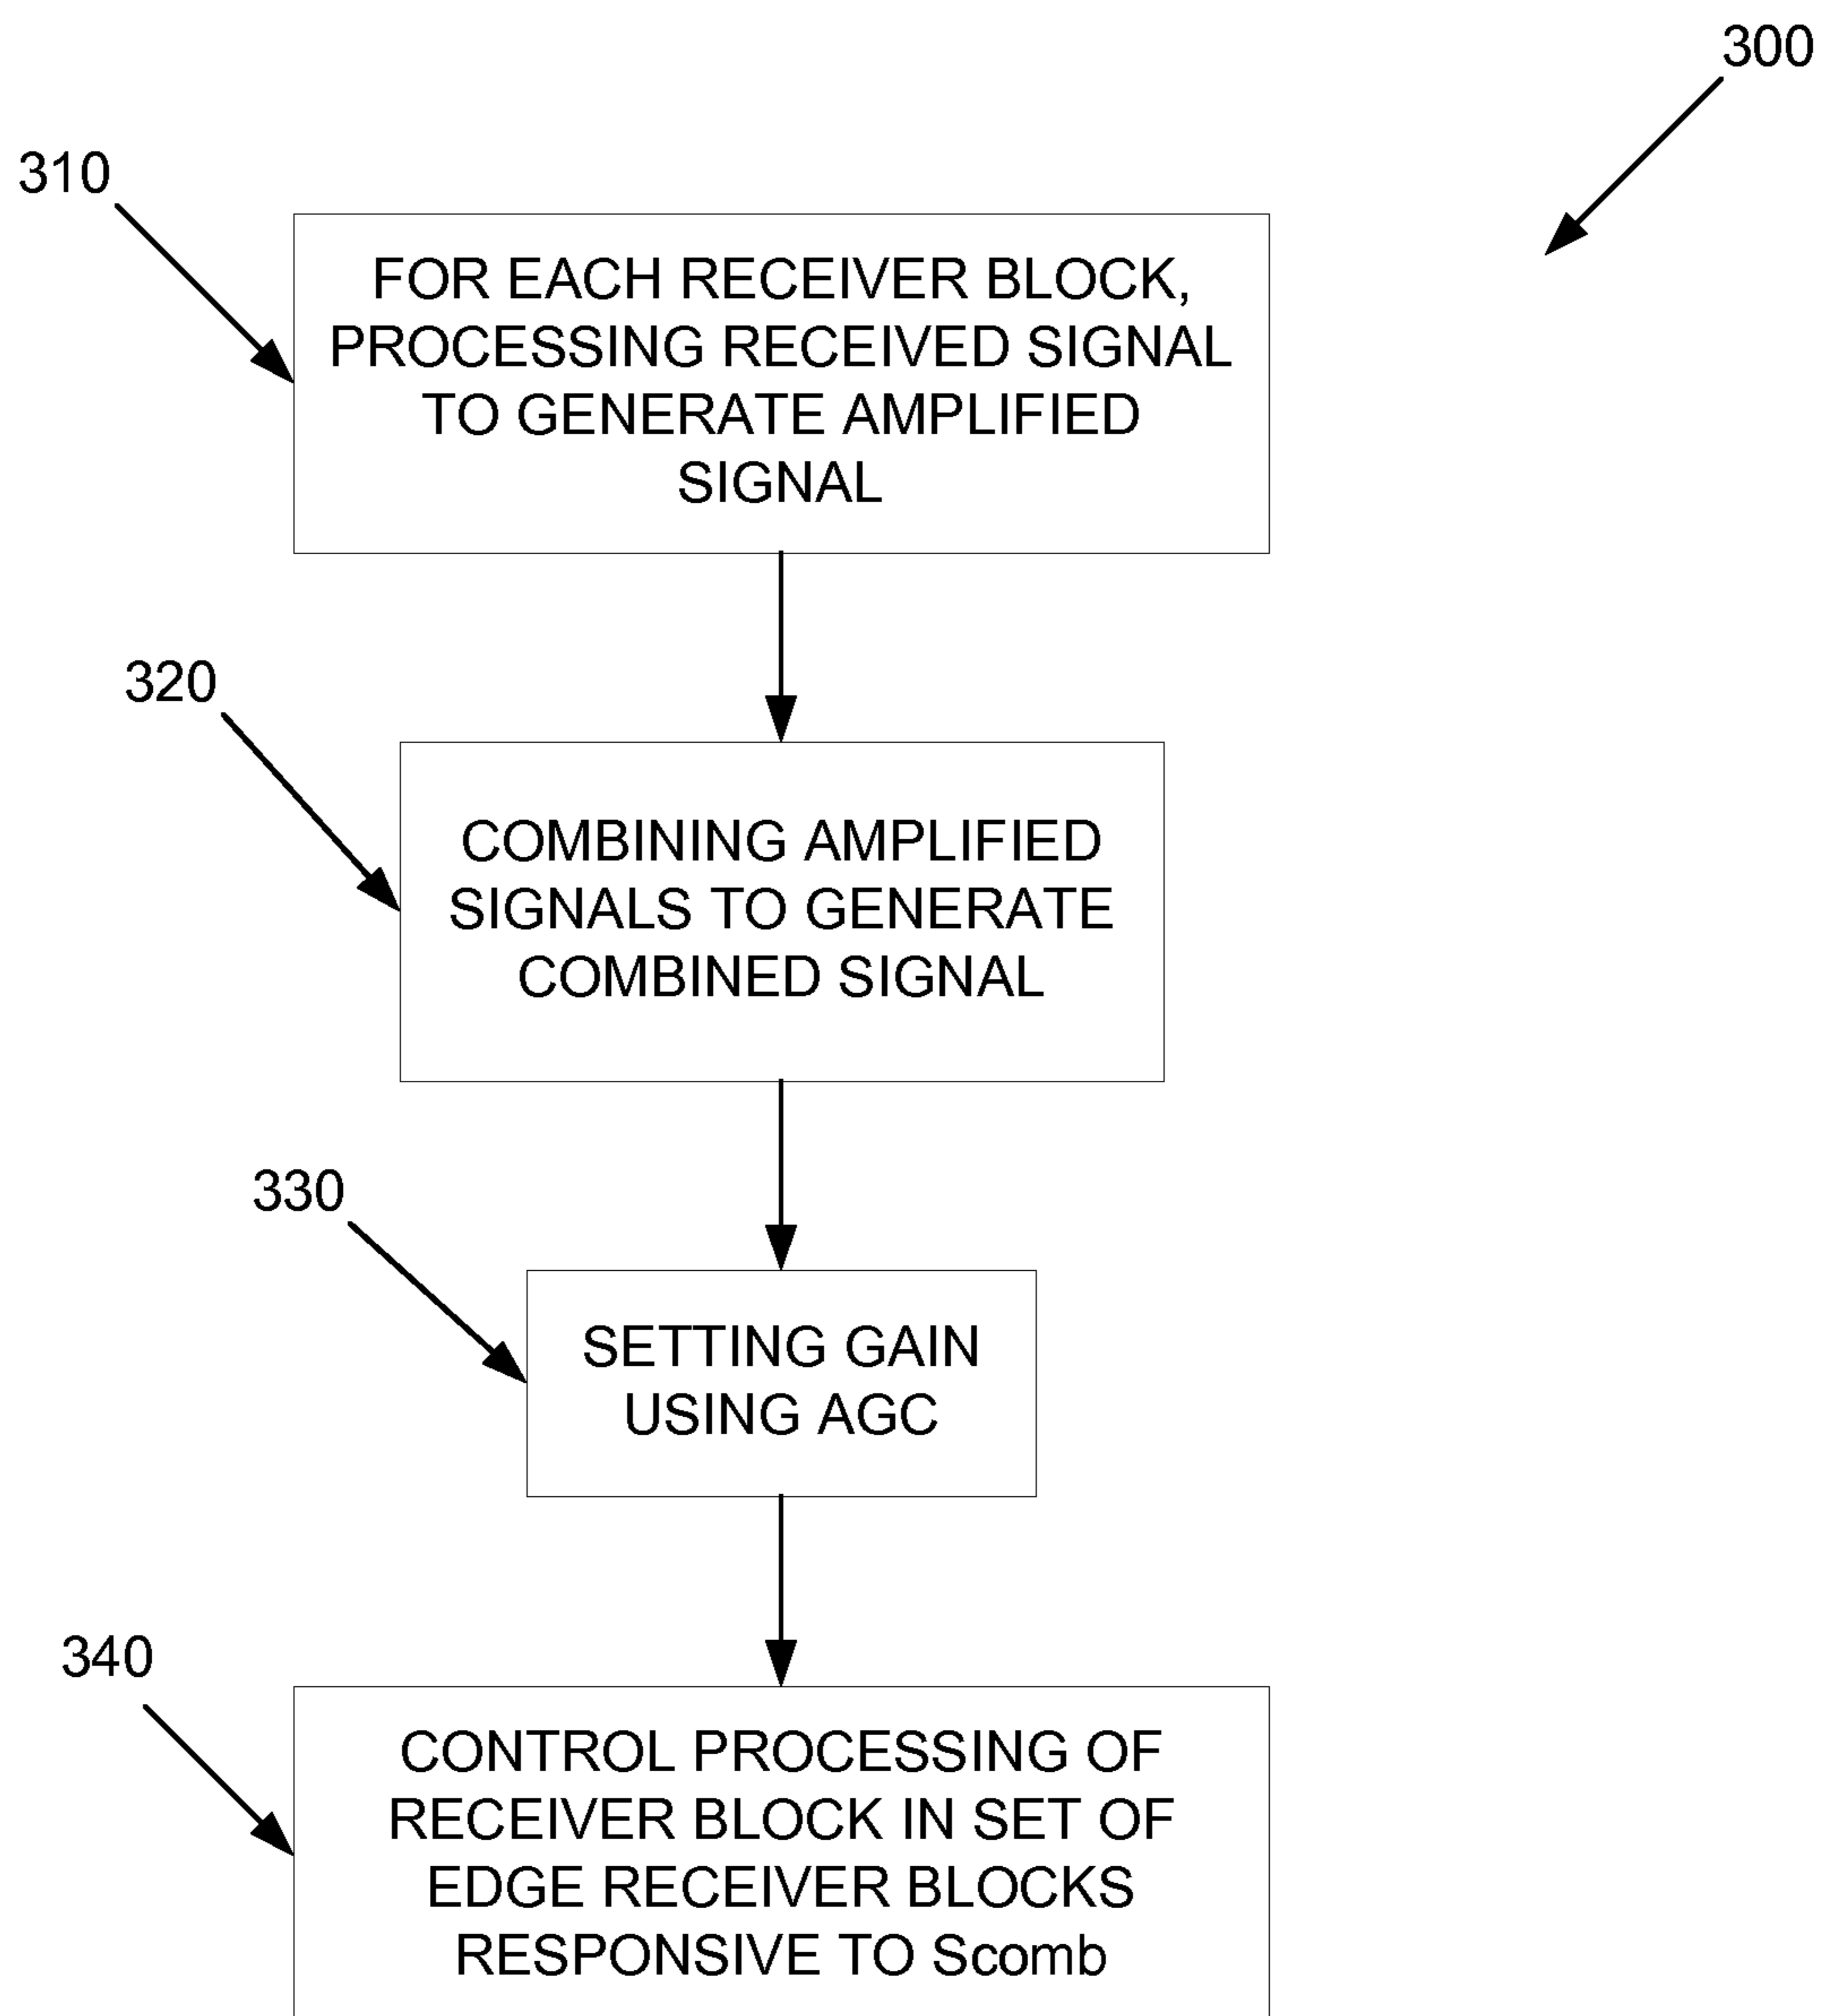 300
310
FOR EACH RECEIVER BLOCK,
PROCESSING RECEIVED SIGNAL
TO GENERATE AMPLIFIED
SIGNAL
320
COMBINING AMPLIFIED
SIGNALS TO GENERATE
COMBINED SIGNAL
330
SETTING GAIN
USING AGC
340
CONTROL PROCESSING OF
RECEIVER BLOCK IN SET OF
EDGE RECEIVER BLOCKS
RESPONSIVE TO Scomb